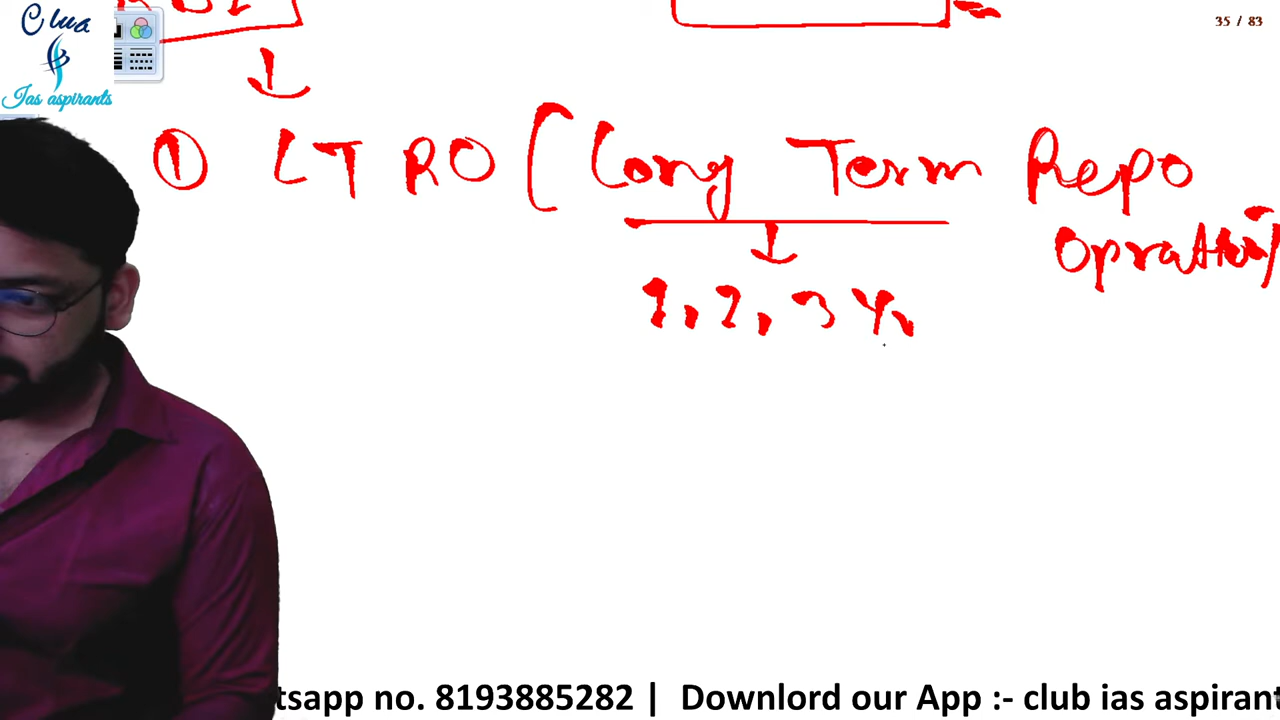 35 / 83
Club
Ias aspirants
① LTRO (Long Term Repo
Opration)
1, 2, 3 Y.
tsapp no. 8193885282 | Downlord our App :- club ias aspirant